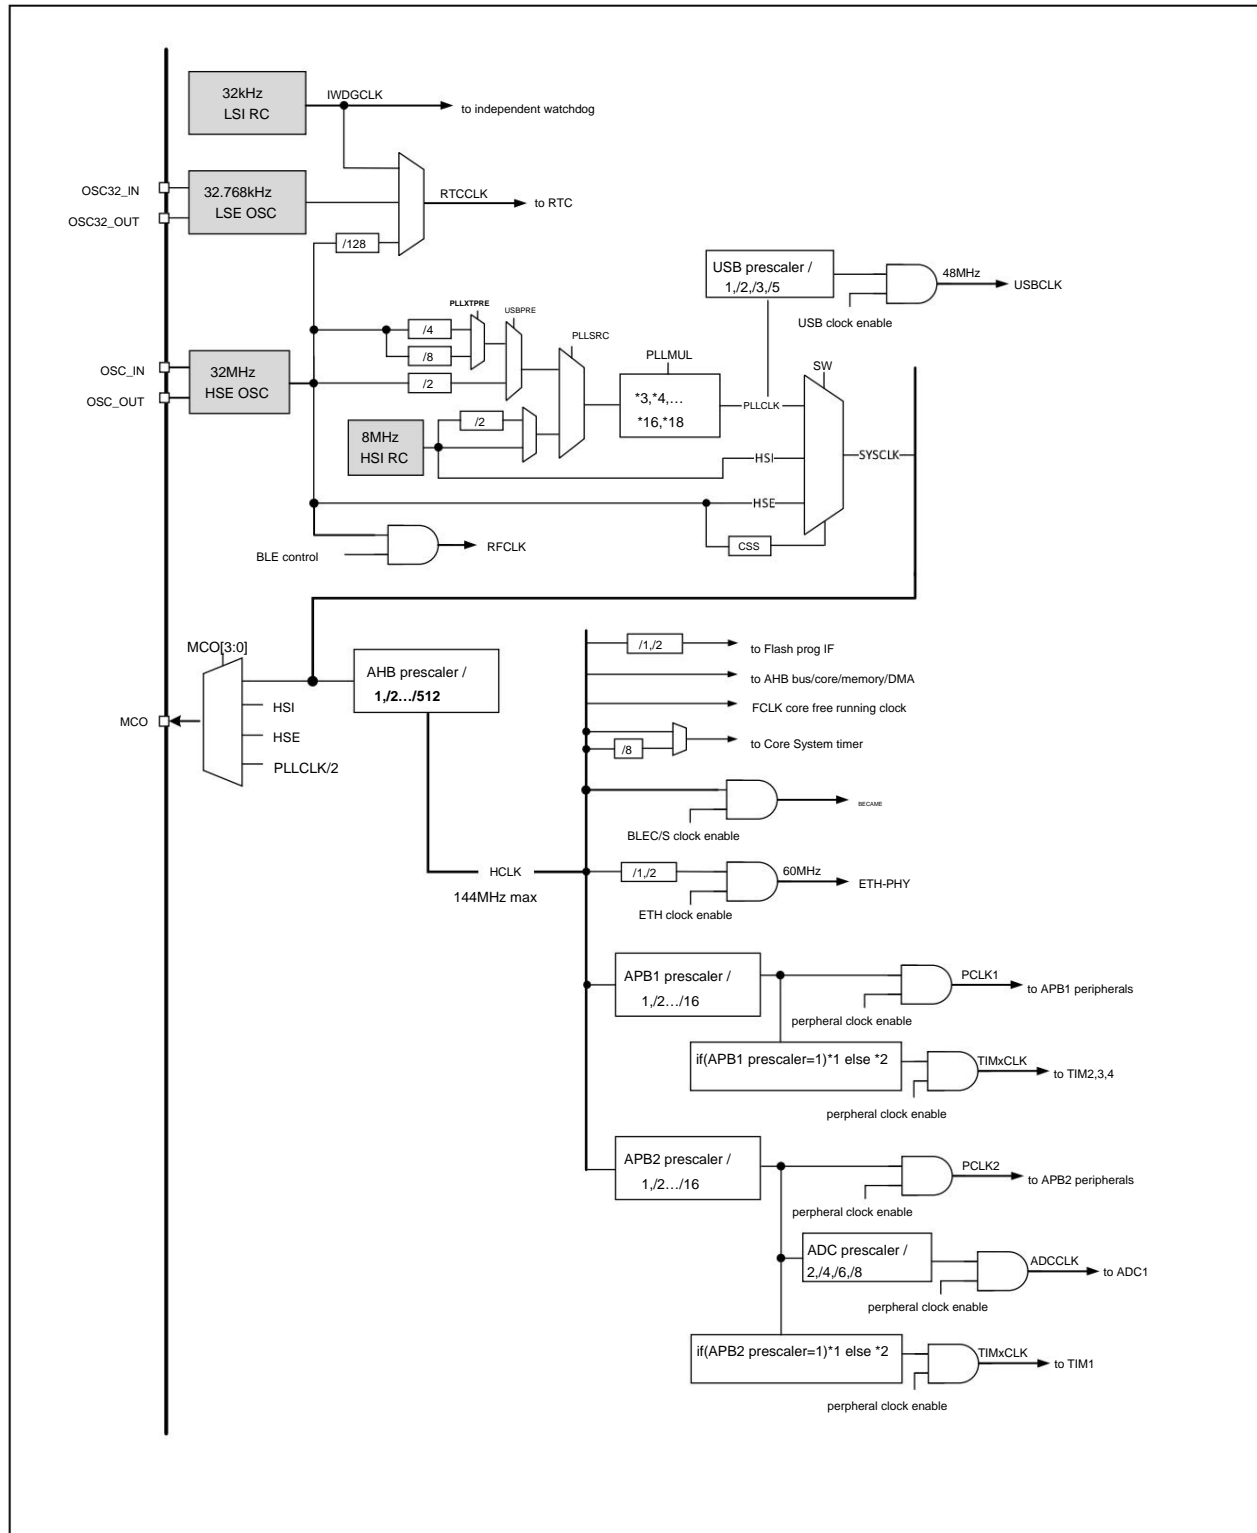 32kHz
LSI RC
IWDGCLK
to independent watchdog
OSC32_IN
OSC32_OUT
32.768kHz
LSE OSC
RTCCLK
to RTC
/128
USB prescaler /
1,/2,/3,/5
48MHz
USBCLK
USB clock enable
PLLXTPRE
USBPRE
PLLSRC
/4
/8
/2
PLLMUL
*3,*4,…
*16,*18
PLLCLK
SW
OSC_IN
OSC_OUT
32MHz
HSE OSC
8MHz
HSI RC
/2
HSI
SYSCLK
HSE
CSS
BLE control
RFCLK
MCO[3:0]
MCO
HSI
HSE
PLLCLK/2
AHB prescaler /
1,/2…/512
/1,/2
to Flash prog IF
to AHB bus/core/memory/DMA
FCLK core free running clock
/8
to Core System timer
BECAME
BLEC/S clock enable
HCLK
144MHz max
/1,/2
60MHz
ETH-PHY
ETH clock enable
APB1 prescaler /
1,/2…/16
PCLK1
to APB1 peripherals
perpheral clock enable
if(APB1 prescaler=1)*1 else *2
TIMxCLK
to TIM2,3,4
perpheral clock enable
APB2 prescaler /
1,/2…/16
PCLK2
to APB2 peripherals
perpheral clock enable
ADC prescaler /
2,/4,/6,/8
ADCCLK
to ADC1
perpheral clock enable
if(APB2 prescaler=1)*1 else *2
TIMxCLK
to TIM1
perpheral clock enable